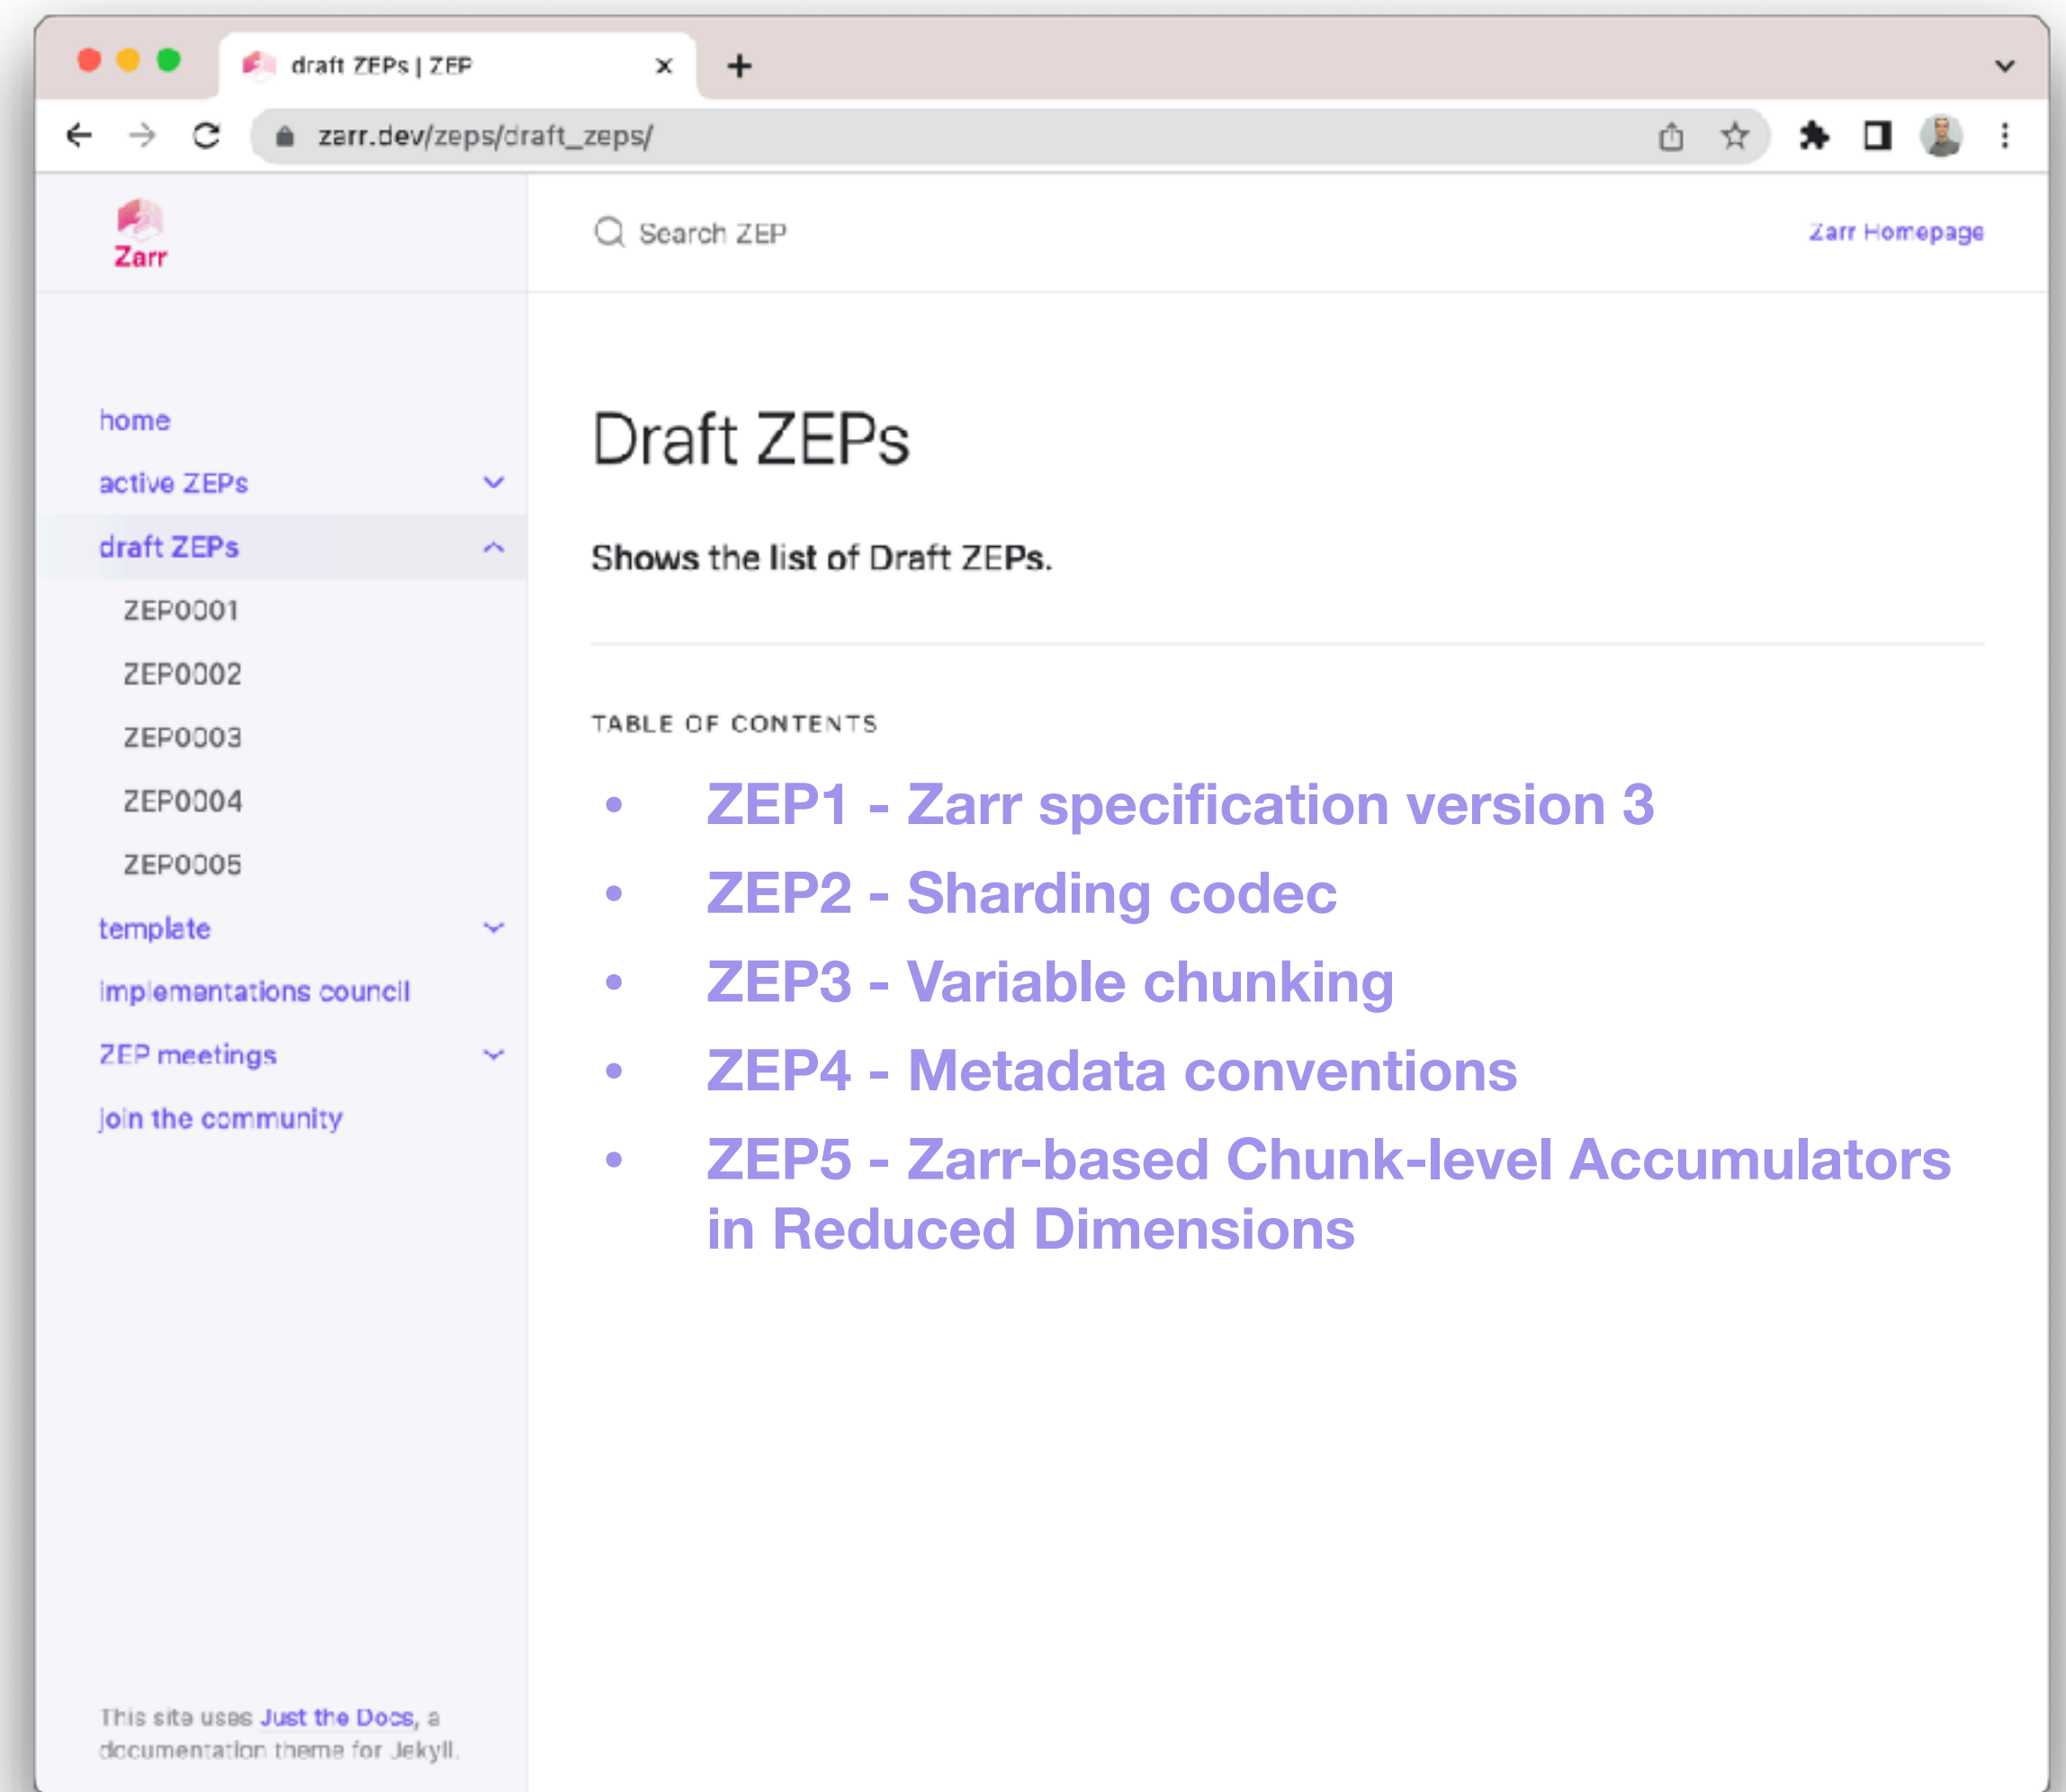 draft ZEPs | ZEP
zarr.dev/zeps/draft_zeps/
Zarr
Search ZEP
Zarr Homepage
home
active ZEPs
draft ZEPs
ZEP0001
ZEP0002
ZEP0003
ZEP0004
ZEP0005
template
implementations council
ZEP meetings
join the community
This site uses Just the Docs, a
documentation theme for Jekyll.
Draft ZEPs
Shows the list of Draft ZEPs.
TABLE OF CONTENTS
• ZEP1 - Zarr specification version 3
• ZEP2 - Sharding codec
• ZEP3 - Variable chunking
• ZEP4 - Metadata conventions
• ZEP5 - Zarr-based Chunk-level Accumulators
in Reduced Dimensions